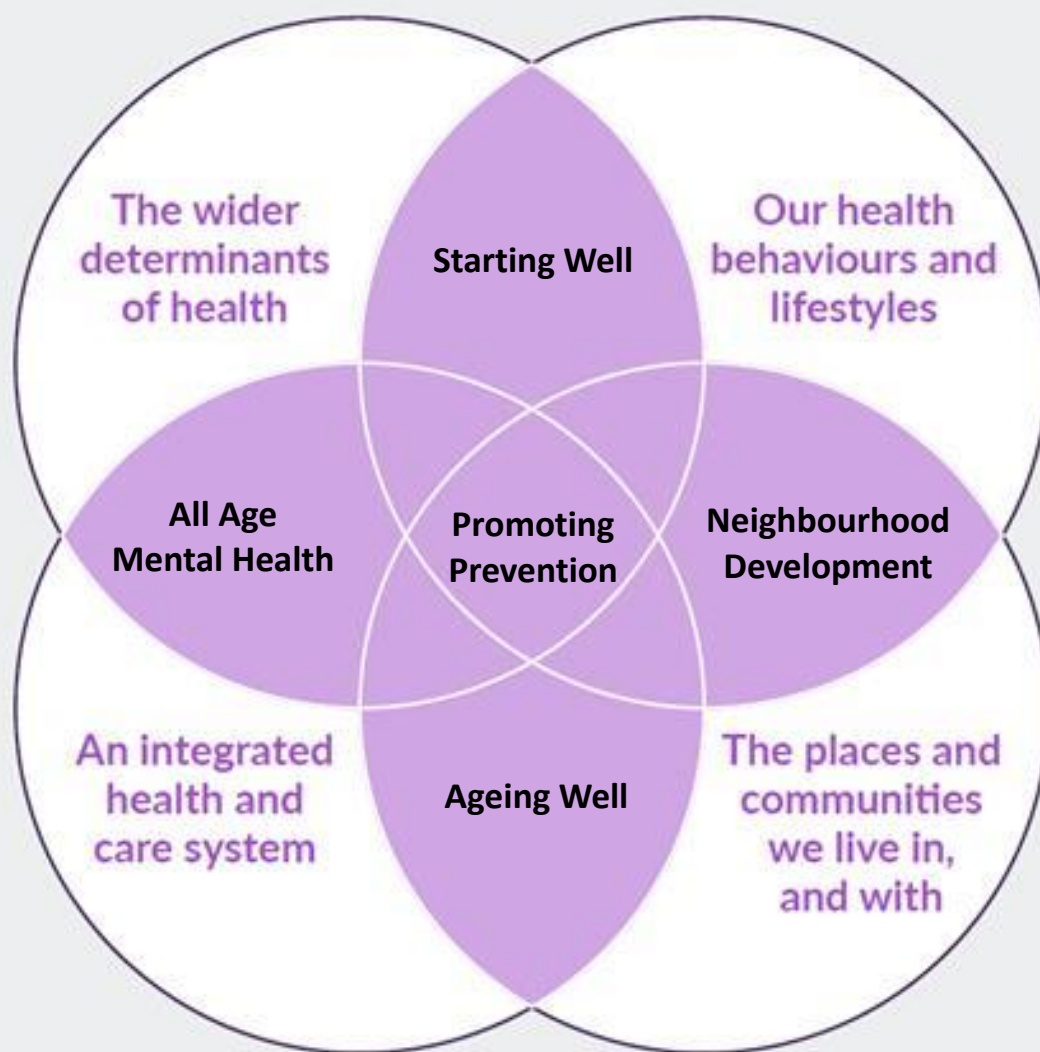 The wider
determinants
of health
Starting Well
Our health
behaviours and
lifestyles
All Age
Mental Health
Promoting
Prevention
Neighbourhood
Development
An integrated
health and
care system
Ageing Well
The places and
communities
we live in,
and with